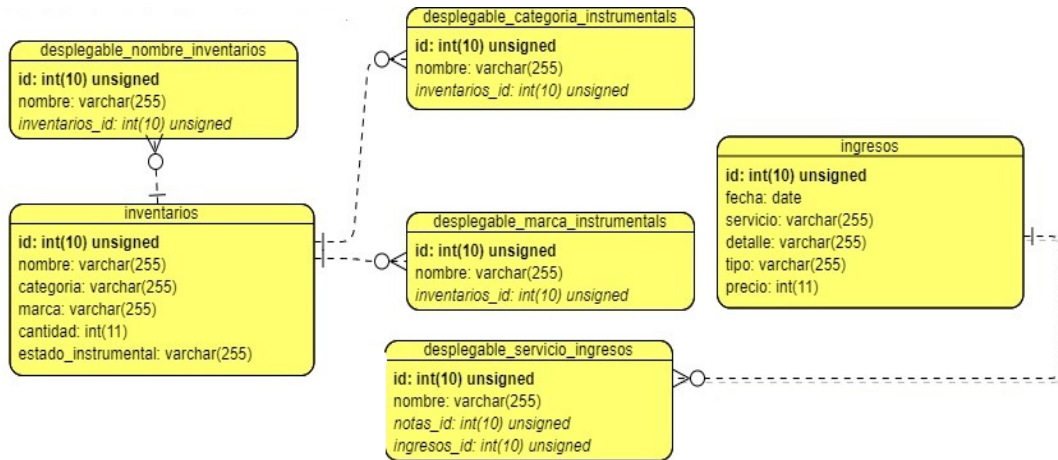 desplegable_nombre_inventarios
id: int(10) unsigned
nombre: varchar(255)
inventarios_id: int(10) unsigned
desplegable_categoria_instrumentals
id: int(10) unsigned
nombre: varchar(255)
inventarios_id: int(10) unsigned
inventarios
id: int(10) unsigned
nombre: varchar(255)
categoria: varchar(255)
marca: varchar(255)
cantidad: int(11)
estado_instrumental: varchar(255)
desplegable_marca_instrumentals
id: int(10) unsigned
nombre: varchar(255)
inventarios_id: int(10) unsigned
ingresos
id: int(10) unsigned
fecha: date
servicio: varchar(255)
detalle: varchar(255)
tipo: varchar(255)
precio: int(11)
desplegable_servicio_ingresos
id: int(10) unsigned
nombre: varchar(255)
notas_id: int(10) unsigned
ingresos_id: int(10) unsigned